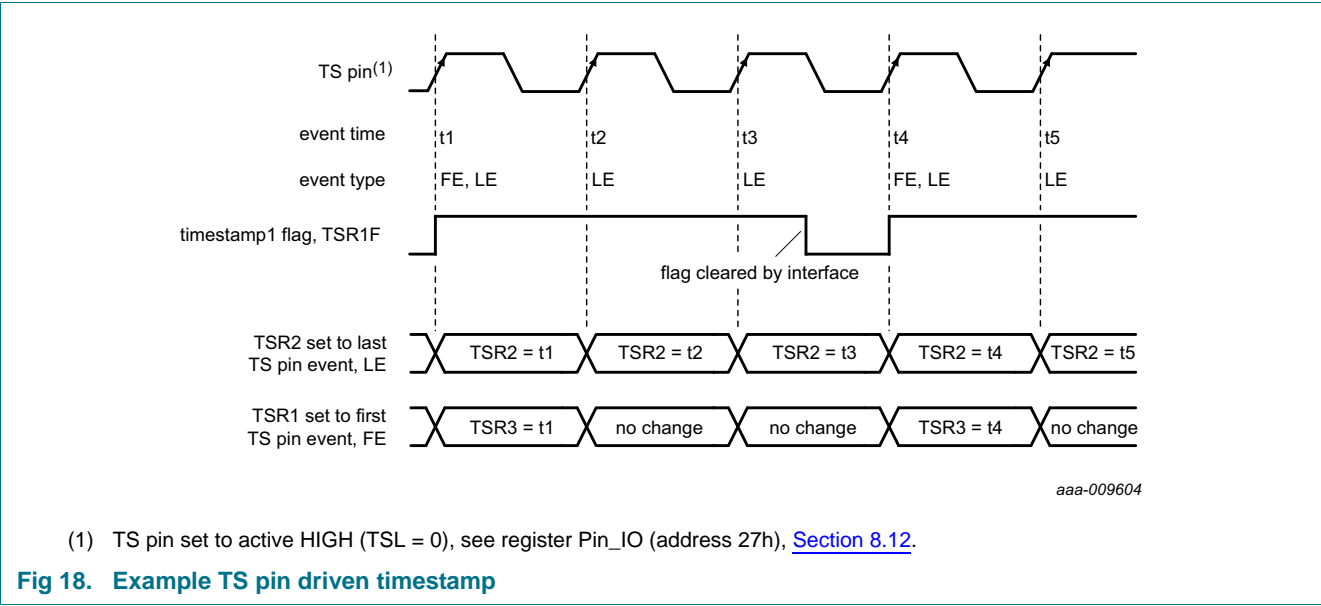 TS pin(1)
event time t1 t2 t3 t4 t5
event type FE, LE LE LE FE, LE LE
timestamp1 flag, TSR1F
flag cleared by interface
TSR2 set to last
TS pin event, LE
TSR2 = t1 TSR2 = t2 TSR2 = t3 TSR2 = t4 TSR2 = t5
TSR1 set to first
TS pin event, FE
TSR3 = t1 no change no change TSR3 = t4 no change
aaa-009604
(1) TS pin set to active HIGH (TSL = 0), see register Pin_IO (address 27h), Section 8.12.
Fig 18. Example TS pin driven timestamp